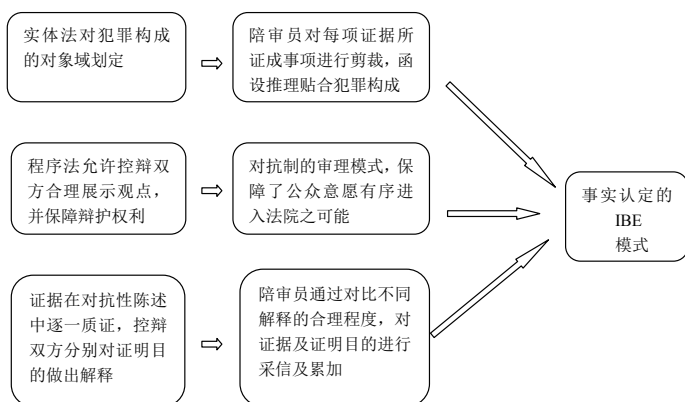 实体法对犯罪构成
的对象域划定
陪审员对每项证据所
证成事项进行剪裁，函
设推理贴合犯罪构成
程序法允许控辩双
方合理展示观点，
并保障辩护权利
对抗制的审理模式，保
障了公众意愿有序进
入法院之可能
事实认定的
IBE
模式
证据在对抗性陈述
中逐一质证，控辩
双方分别对证明目
的做出解释
陪审员通过对比不同
解释的合理程度，对
证据及证明目的进行
采信及累加